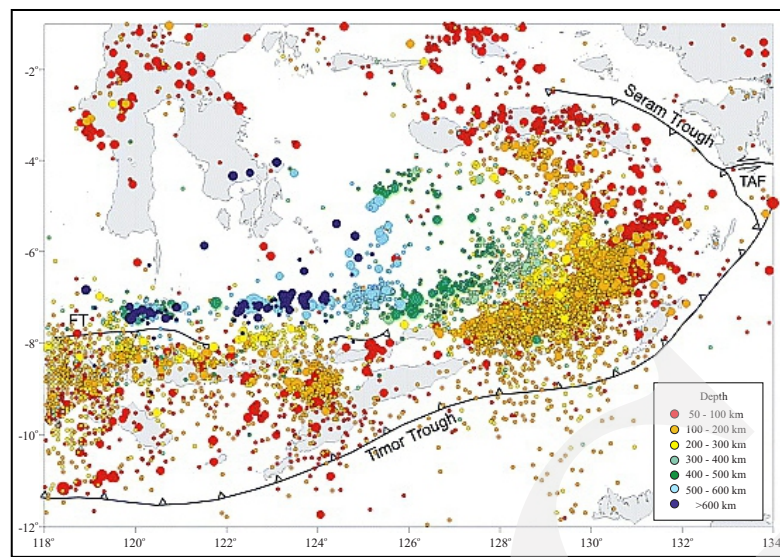 -2°
-4°
-6°
-8°
-10°
-12°
118°
120°
122°
124°
126°
128°
130°
132°
134
Seram Trough
TAF
FT
Timor Trough
Depth
50 - 100 km
100 - 200 km
200 - 300 km
300 - 400 km
400 - 500 km
500 - 600 km
>600 km